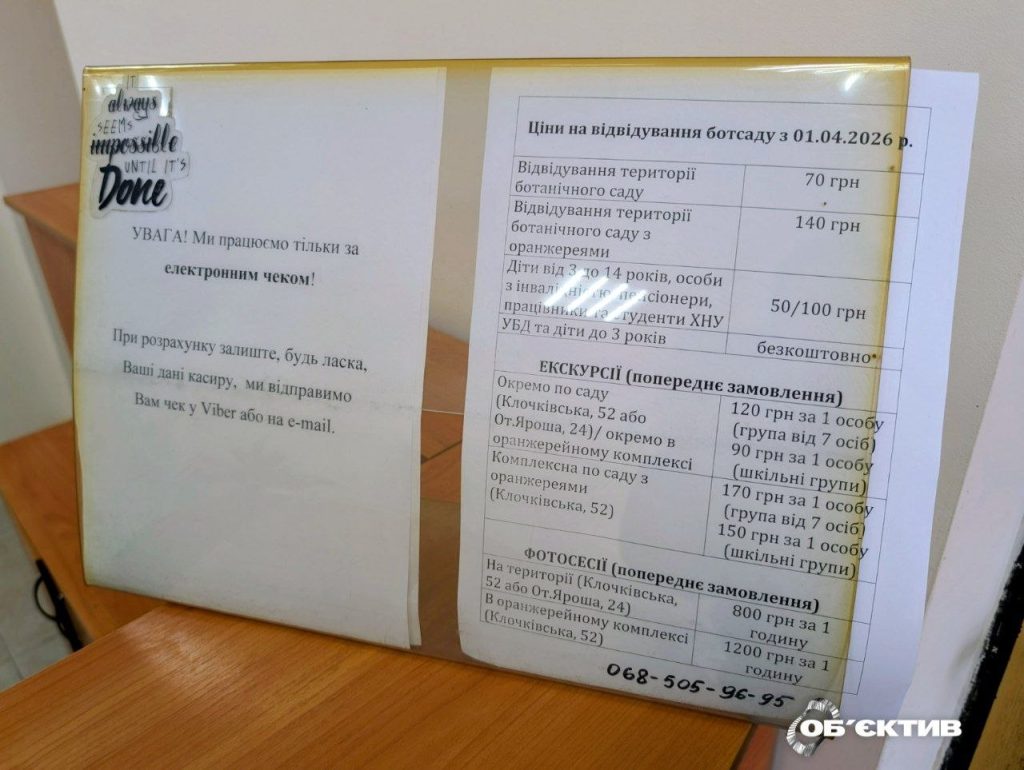 IT
always
SEEMS
impossible
UNTIL IT'S
Done
УВАГА! Ми працюємо тільки за
електронним чеком!
При розрахунку залиште, будь ласка,
Ваші дані касиру, ми відправимо
Вам чек у Viber або на e-mail.
Ціни на відвідування ботсаду з 01.04.2026 р.
Відвідування території
ботанічного саду
70 грн
Відвідування території
ботанічного саду з
оранжереями
140 грн
Діти від 3 до 14 років, особи
з інвалідністю, пенсіонери,
працівники та студенти ХНУ
50/100 грн
УБД та діти до 3 років
безкоштовно
ЕКСКУРСІЇ (попереднє замовлення)
Окремо по саду
(Клочківська, 52 або
От.Яроша, 24)/ окремо в
оранжерейному комплексі
120 грн за 1 особу
(група від 7 осіб)
90 грн за 1 особу
(шкільні групи)
Комплексна по саду з
оранжереями
(Клочківська, 52)
170 грн за 1 особу
(група від 7 осіб)
150 грн за 1 особу
(шкільні групи)
ФОТОСЕСІЇ (попереднє замовлення)
На території (Клочківська,
52 або От.Яроша, 24)
800 грн за 1
годину
В оранжерейному комплексі
(Клочківська, 52)
1200 грн за 1
годину
068-505-96-95
ОБ'ЄКТИВ